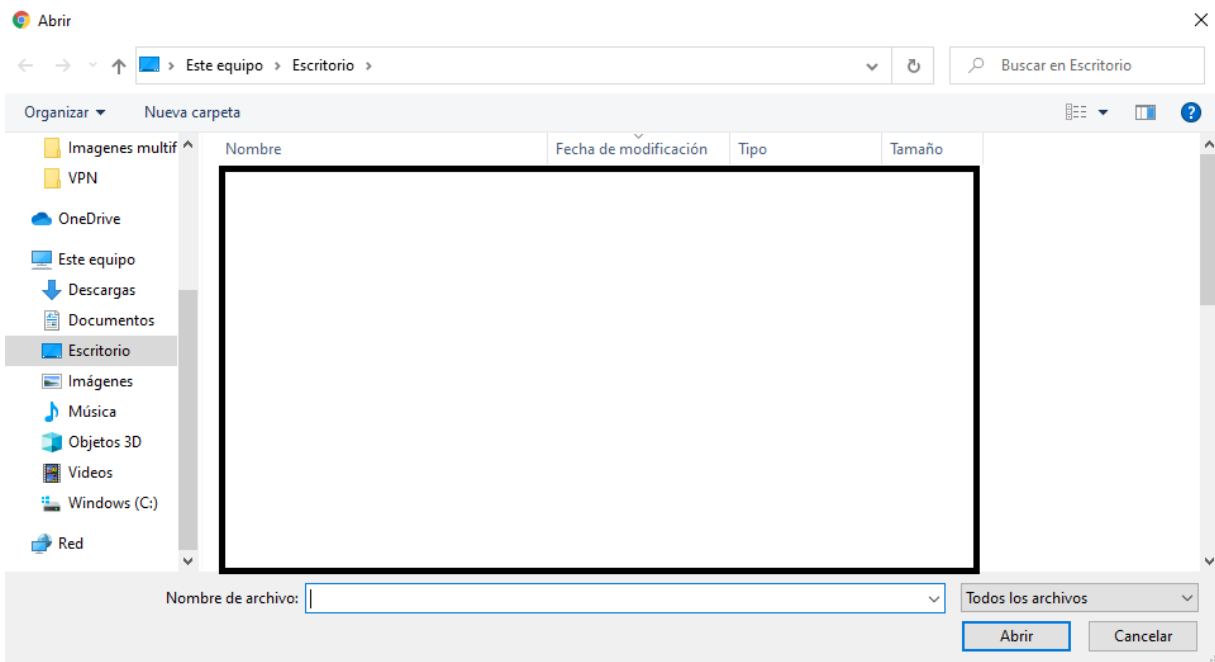 Abrir
Este equipo > Escritorio >
Buscar en Escritorio
Organizar
Nueva carpeta
Nombre
Fecha de modificación
Tipo
Tamaño
Imagenes multif
VPN
OneDrive
Este equipo
Descargas
Documentos
Escritorio
Imágenes
Música
Objetos 3D
Videos
Windows (C:)
Red
Nombre de archivo:
Todos los archivos
Abrir
Cancelar